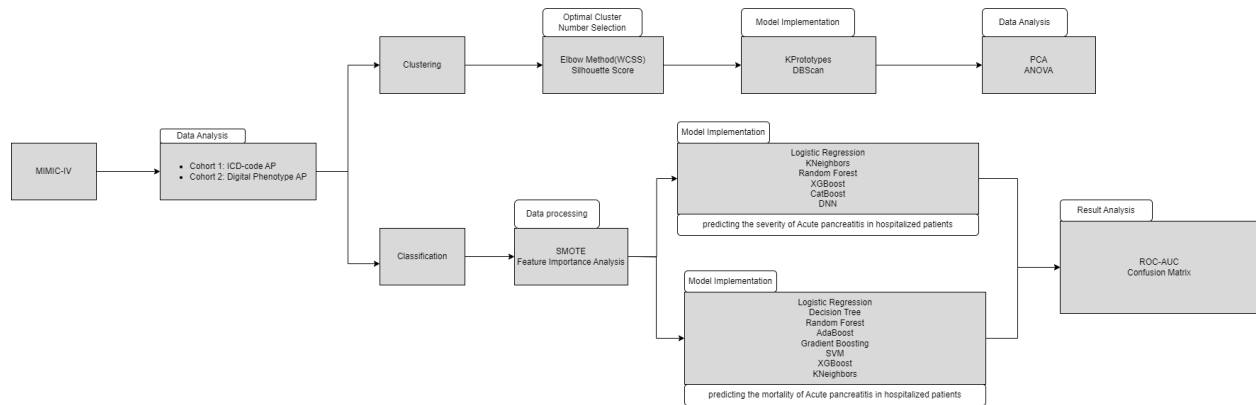 MIMIC-IV
Data Analysis
Cohort 1: ICD-code AP
Cohort 2: Digital Phenotype AP
Clustering
Optimal Cluster
Number Selection
Elbow Method(WCSS)
Silhouette Score
Model Implementation
KPrototypes
DBScan
Data Analysis
PCA
ANOVA
Classification
Data processing
SMOTE
Feature Importance Analysis
Model Implementation
Logistic Regression
KNeighbors
Random Forest
XGBoost
CatBoost
DNN
predicting the severity of Acute pancreatitis in hospitalized patients
Model Implementation
Logistic Regression
Decision Tree
Random Forest
AdaBoost
Gradient Boosting
SVM
XGBoost
KNeighbors
predicting the mortality of Acute pancreatitis in hospitalized patients
Result Analysis
ROC-AUC
Confusion Matrix